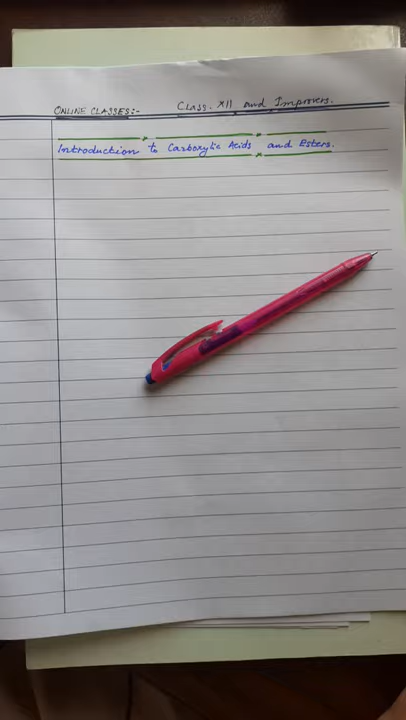 ONLINE CLASSES:- Class. XII and Improvers.
Introduction to Carboxylic Acids and Esters.